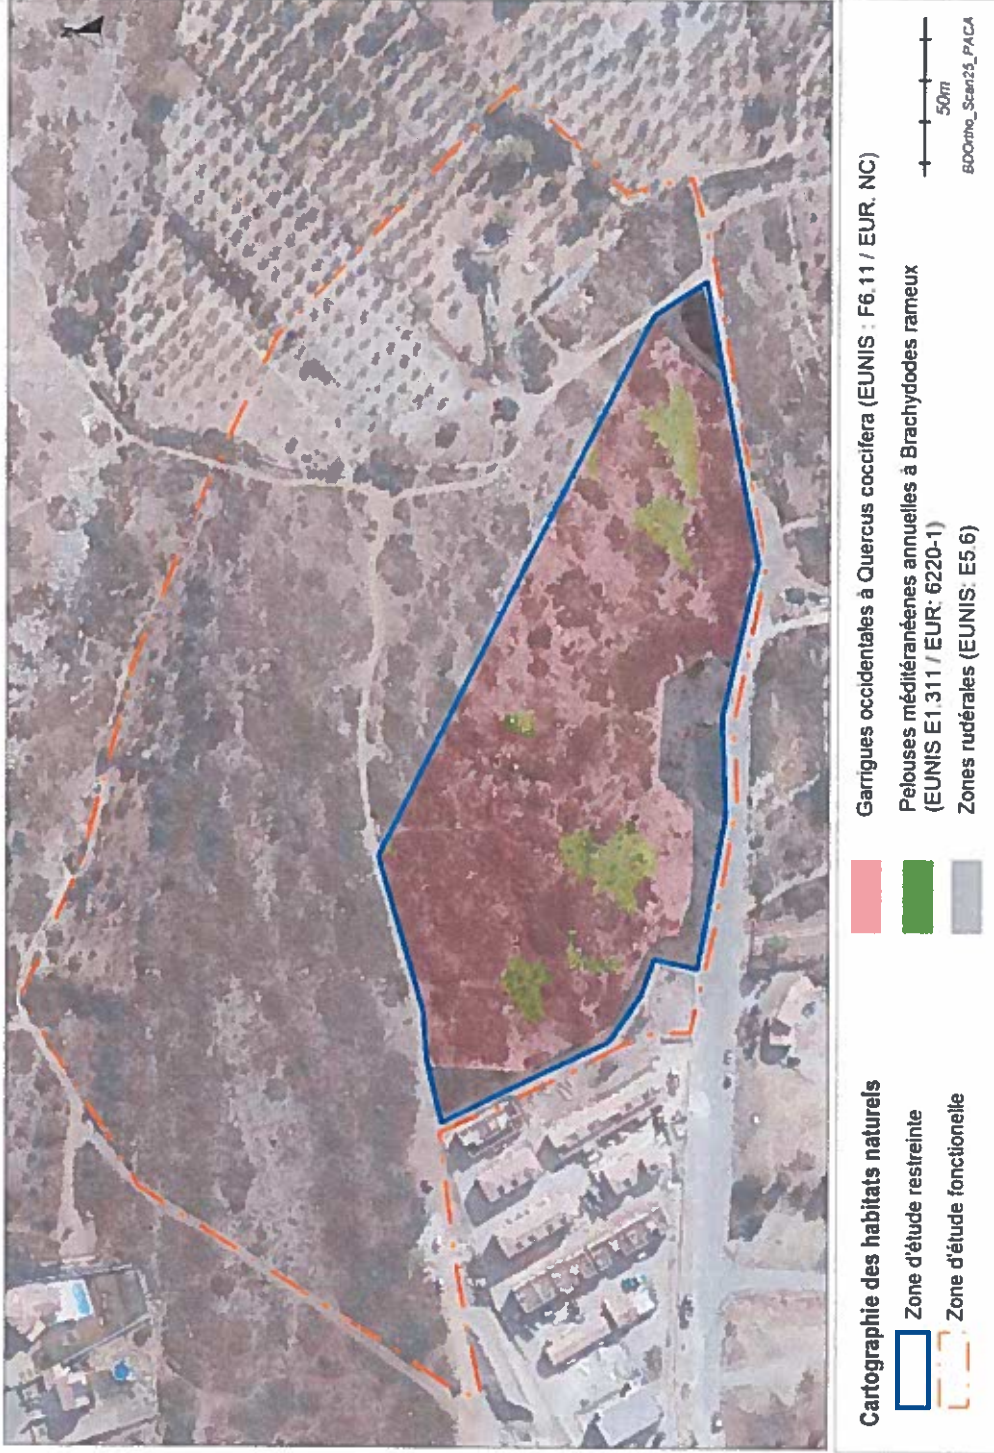 Cartographie des habitats naturels
Zone d'étude restreinte
Zone d'étude fonctionelle
Garrigues occidentales à Quercus coccifera (EUNIS : F6.11 / EUR. NC)
Pelouses méditéranéenes annuelles à Brachydodes rameux
(EUNIS E1.311 / EUR: 6220-1)
Zones rudérales (EUNIS: E5.6)
50m
BDOrtho_Scan25_PACA